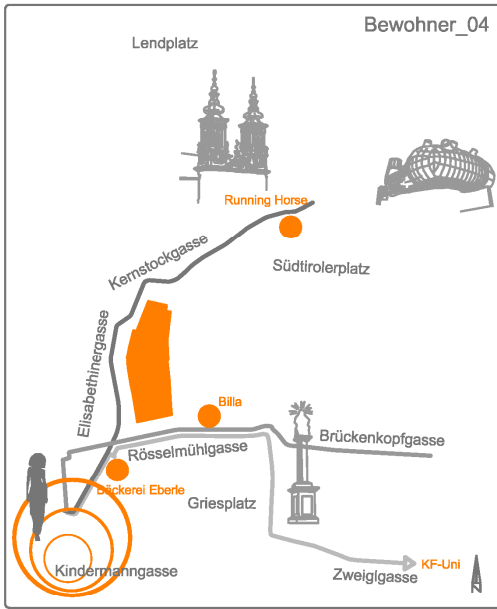 Bewohner_04
Lendplatz
Running Horse
Kernstockgasse
Südtirolerplatz
Elisabethinergasse
Billa
Brückenkopfgasse
Rösselmühlgasse
Bäckerei Eberle
Griesplatz
KF-Uni
Kindermanngasse
Zweiglgasse